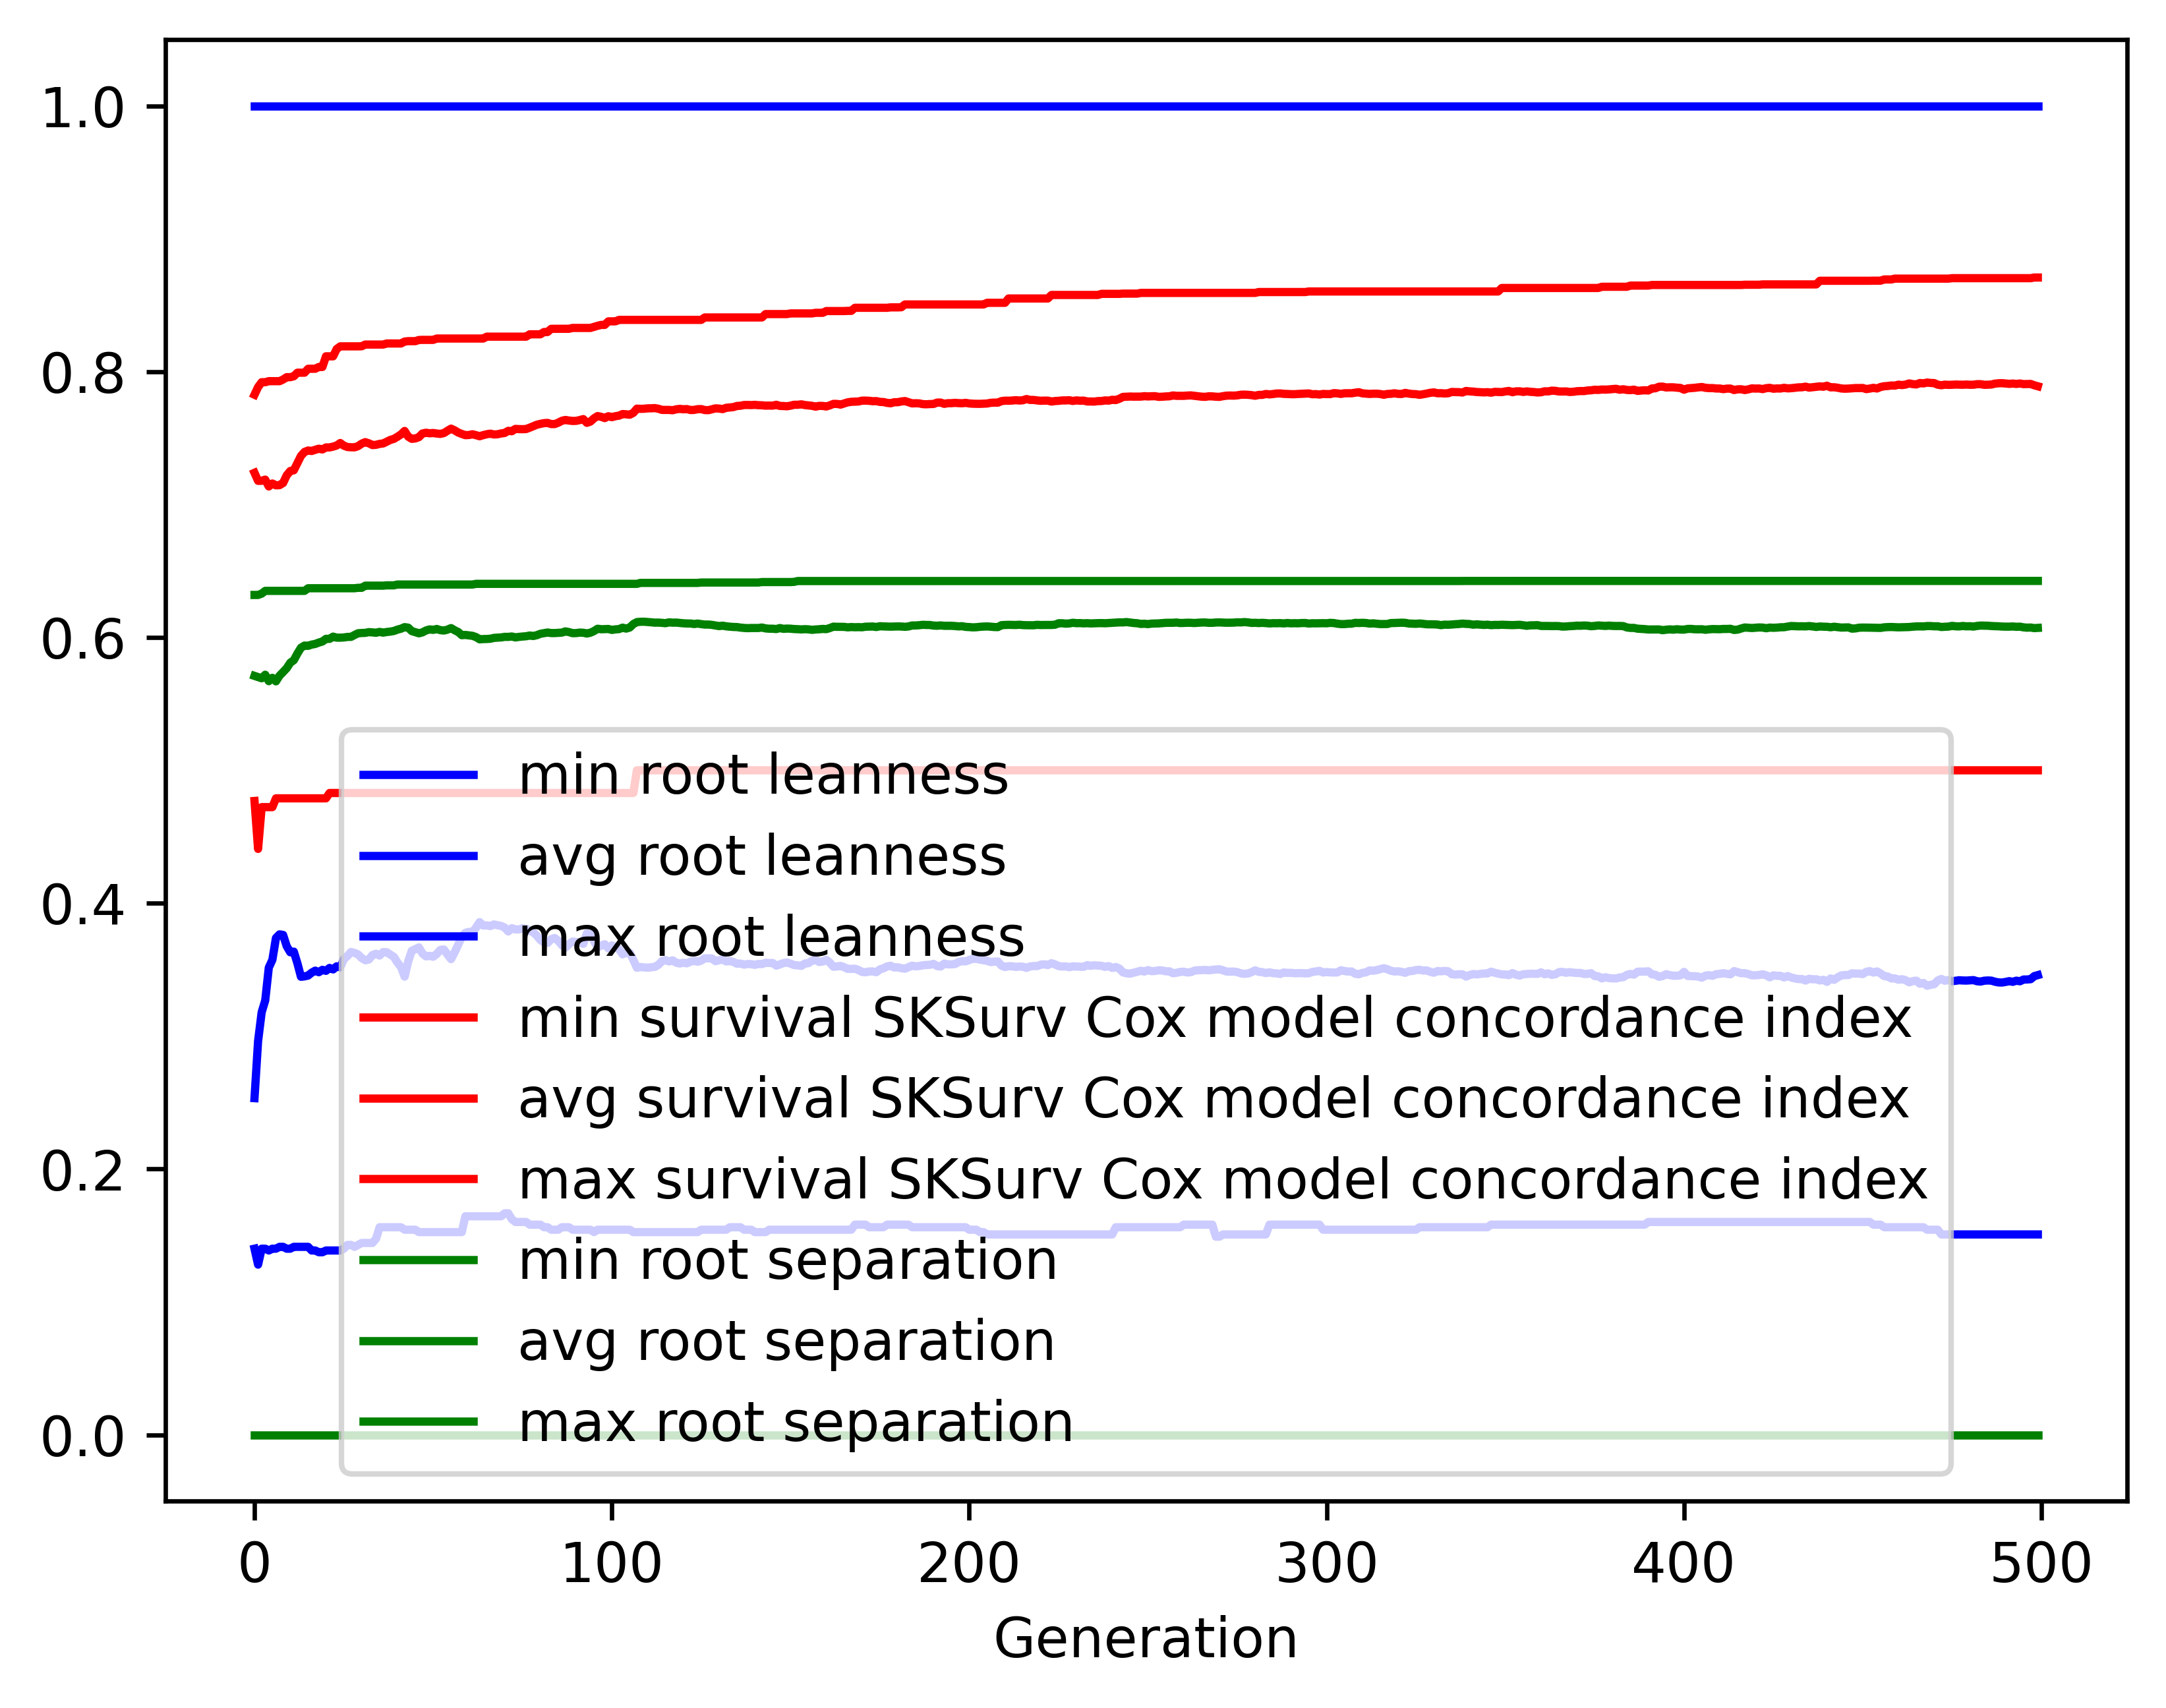 1.0
0.8
0.6
0.4
0.2
0.0
min root leanness
avg root leanness
max root leanness
min survival SKSurv Cox model concordance index
avg survival SKSurv Cox model concordance index
max survival SKSurv Cox model concordance index
min root separation
avg root separation
max root separation
0 100 200 300 400 500
Generation